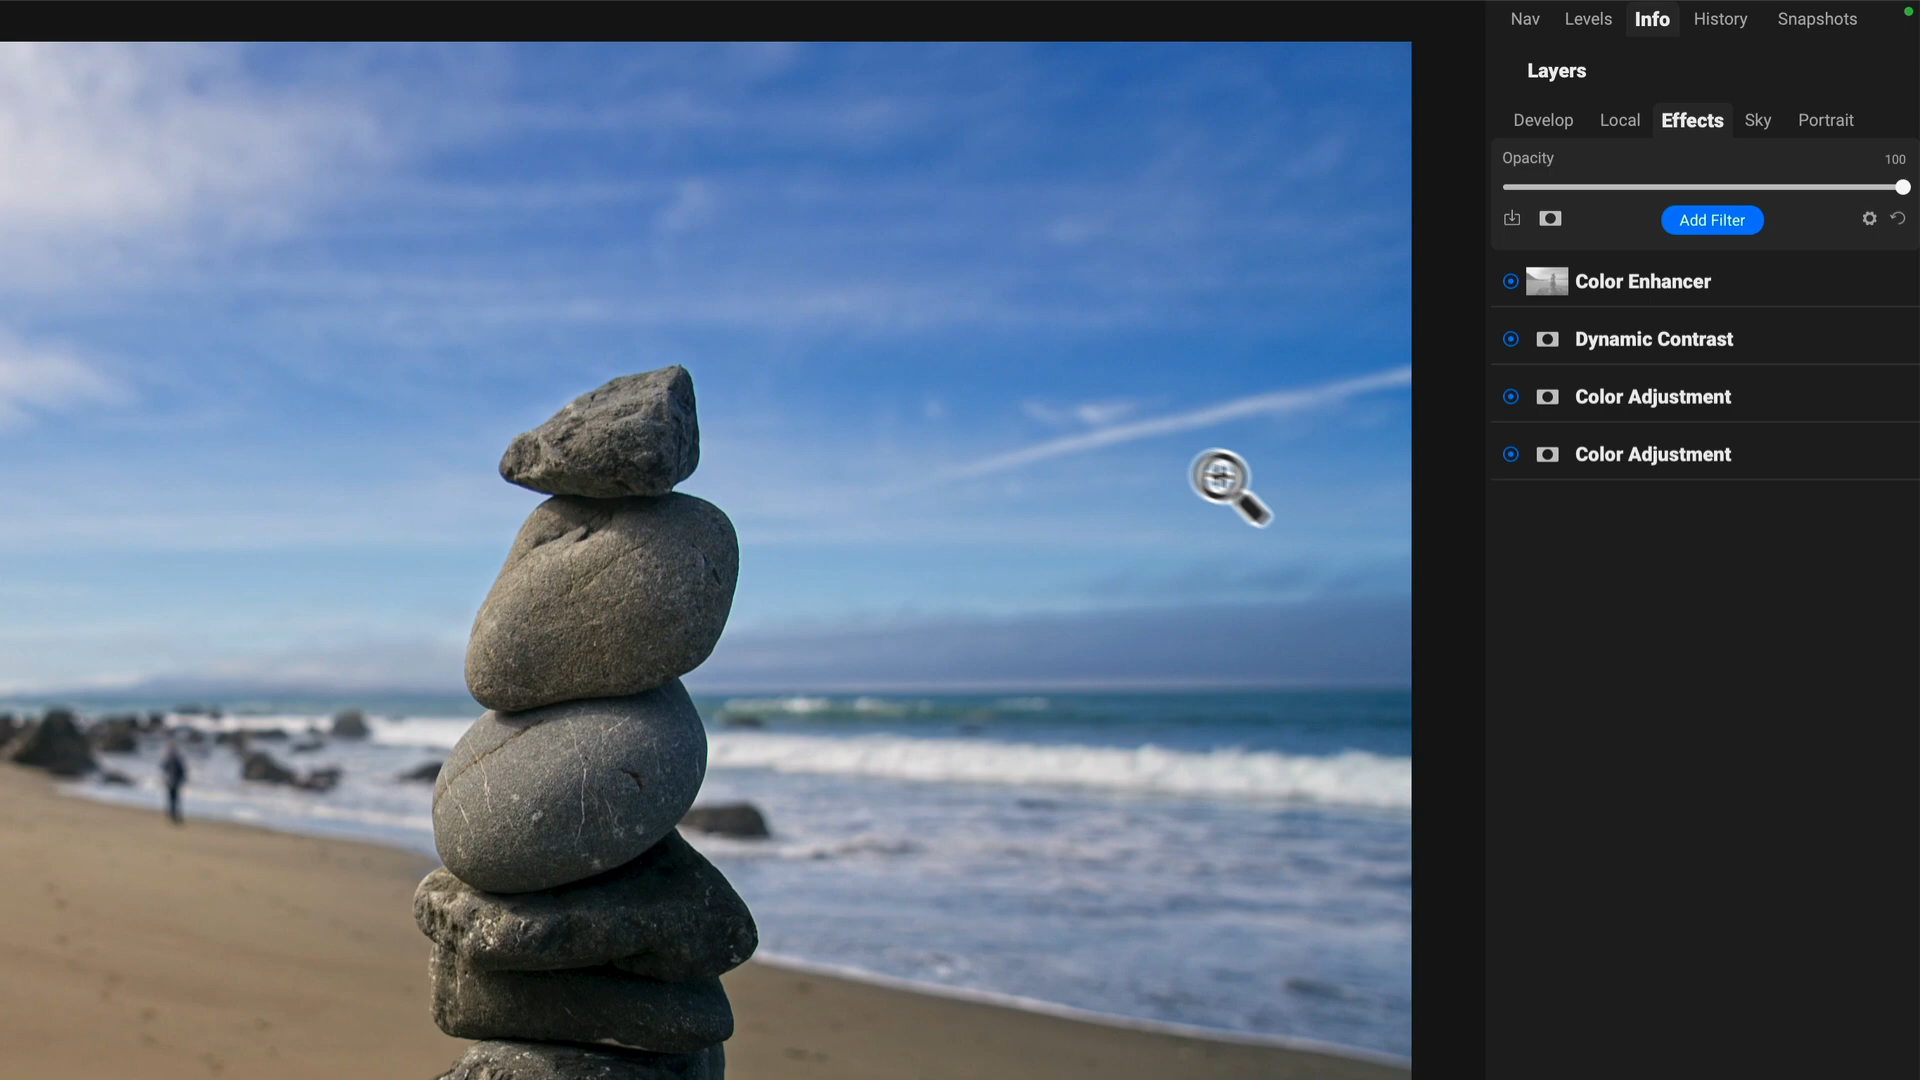 Nav Levels Info History Snapshots
Layers
Develop Local Effects Sky Portrait
Opacity 100
Add Filter
Color Enhancer
Dynamic Contrast
Color Adjustment
Color Adjustment